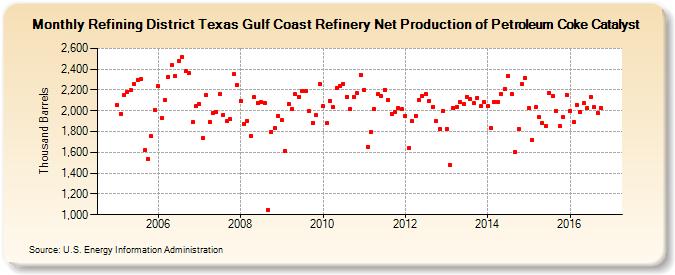 Monthly Refining District Texas Gulf Coast Refinery Net Production of Petroleum Coke Catalyst
Thousand Barrels
2,600
2,400
2,200
2,000
1,800
1,600
1,400
1,200
1,000
2006 2008 2010 2012 2014 2016
Source: U.S. Energy Information Administration